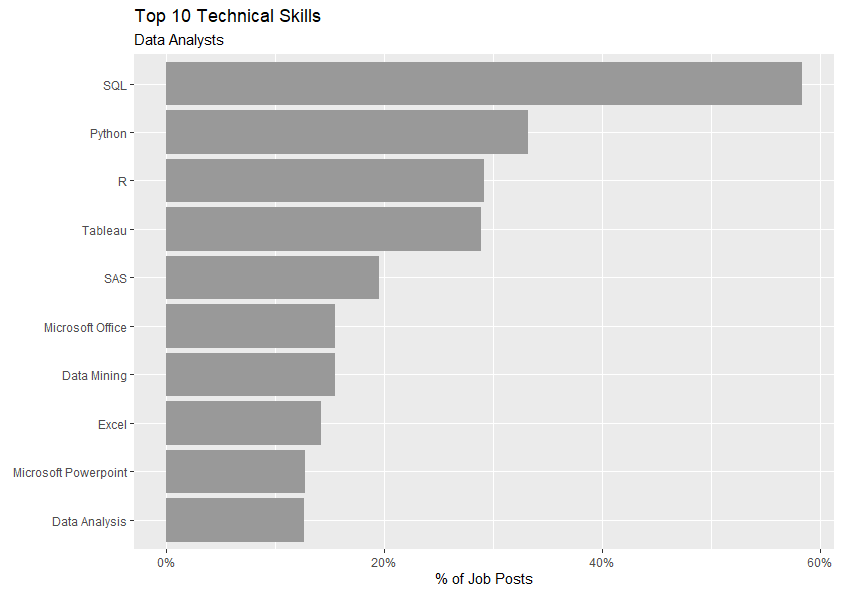 Top 10 Technical Skills
Data Analysts
SQL
Python
R
Tableau
SAS
Microsoft Office
Data Mining
Excel
Microsoft Powerpoint
Data Analysis
0% 20% 40% 60%
% of Job Posts